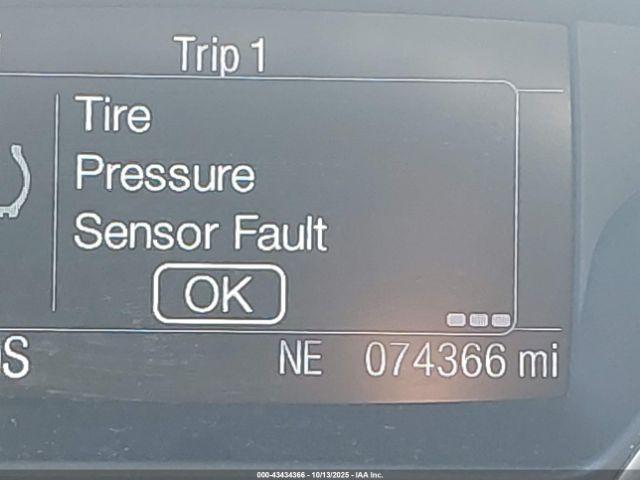 Trip 1
Tire
Pressure
Sensor Fault
OK
NE 074366 mi
000-43434366 - 10/13/2025 - IAA Inc.